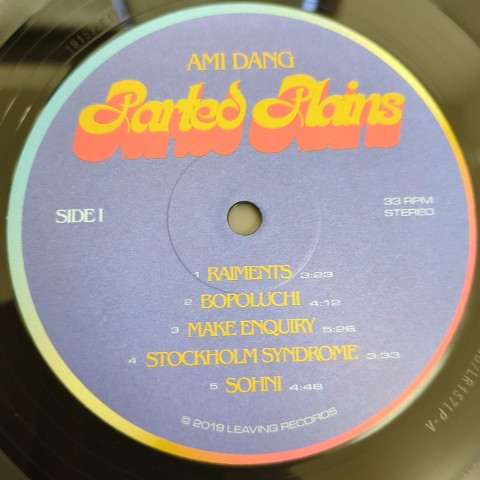 AMI DANG
Parted Plains
SIDE 1
33 RPM
STEREO
1 RAIMENTS 3:23
2 BOPOLUCHI 4:12
3 MAKE ENQUIRY 5:26
4 STOCKHOLM SYNDROME 3:33
5 SOHNI 4:48
© 2019 LEAVING RECORDS